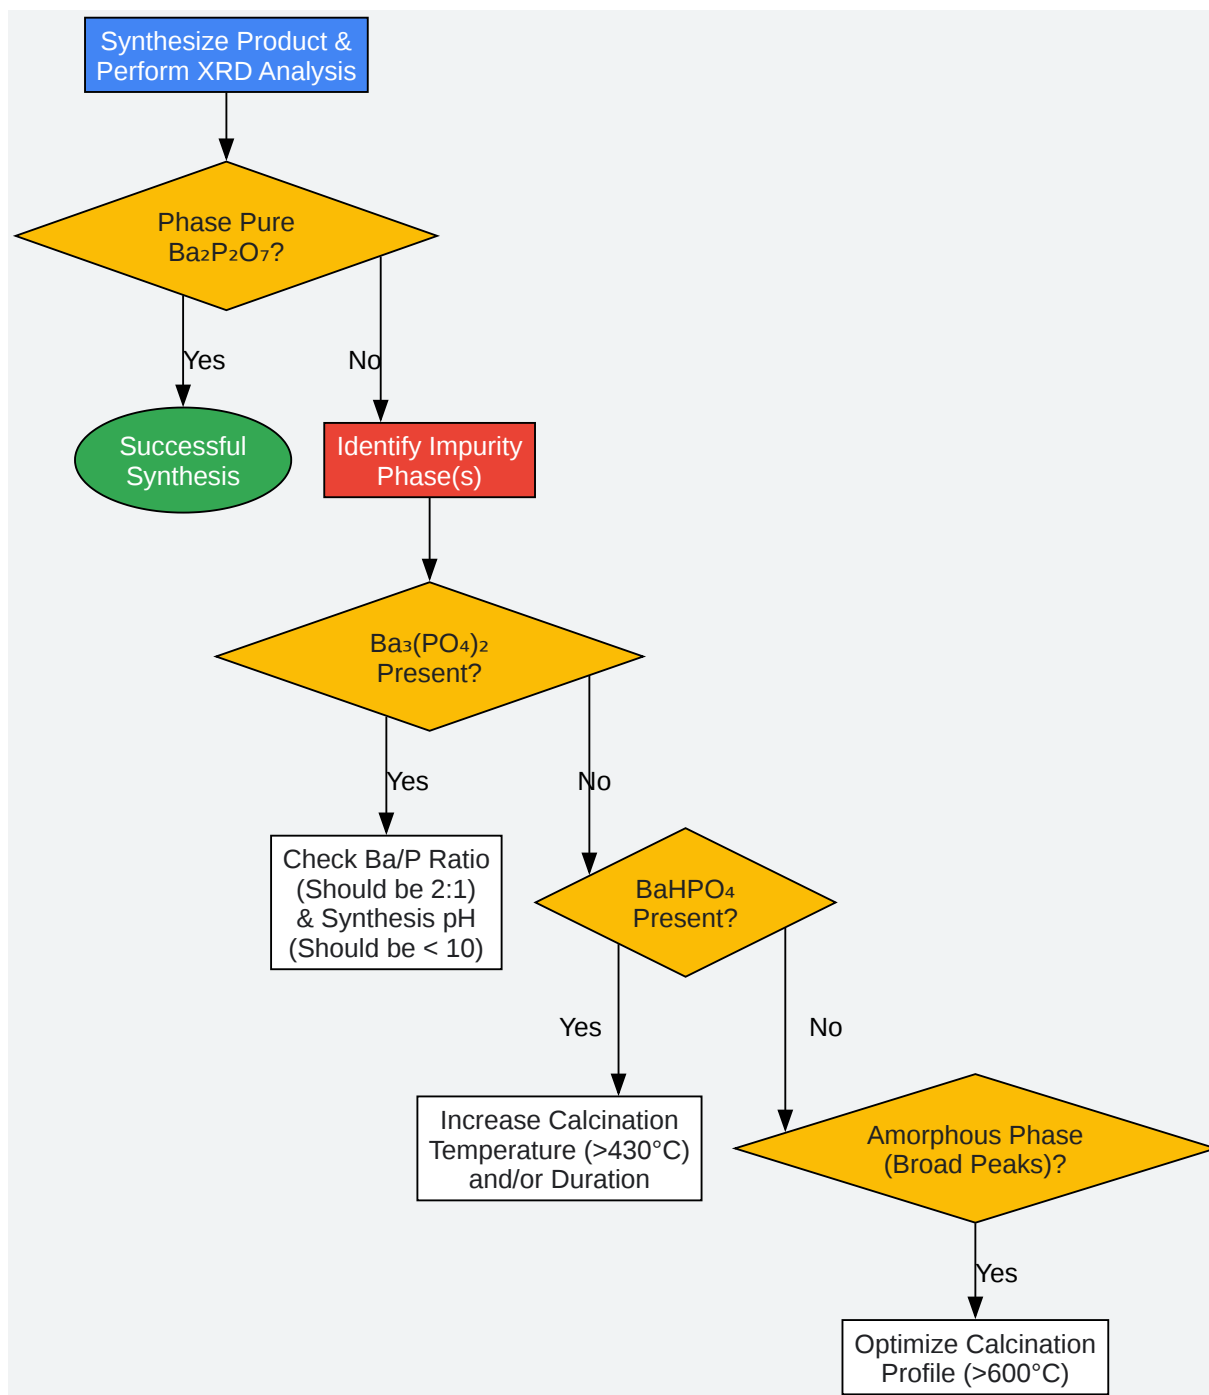 Synthesize Product &
Perform XRD Analysis
Phase Pure
Ba₂P₂O₇?
Yes
No
Successful
Synthesis
Identify Impurity
Phase(s)
Ba₃(PO₄)₂
Present?
Yes
No
Check Ba/P Ratio
(Should be 2:1)
& Synthesis pH
(Should be < 10)
BaHPO₄
Present?
Yes
No
Increase Calcination
Temperature (>430°C)
and/or Duration
Amorphous Phase
(Broad Peaks)?
Yes
Optimize Calcination
Profile (>600°C)